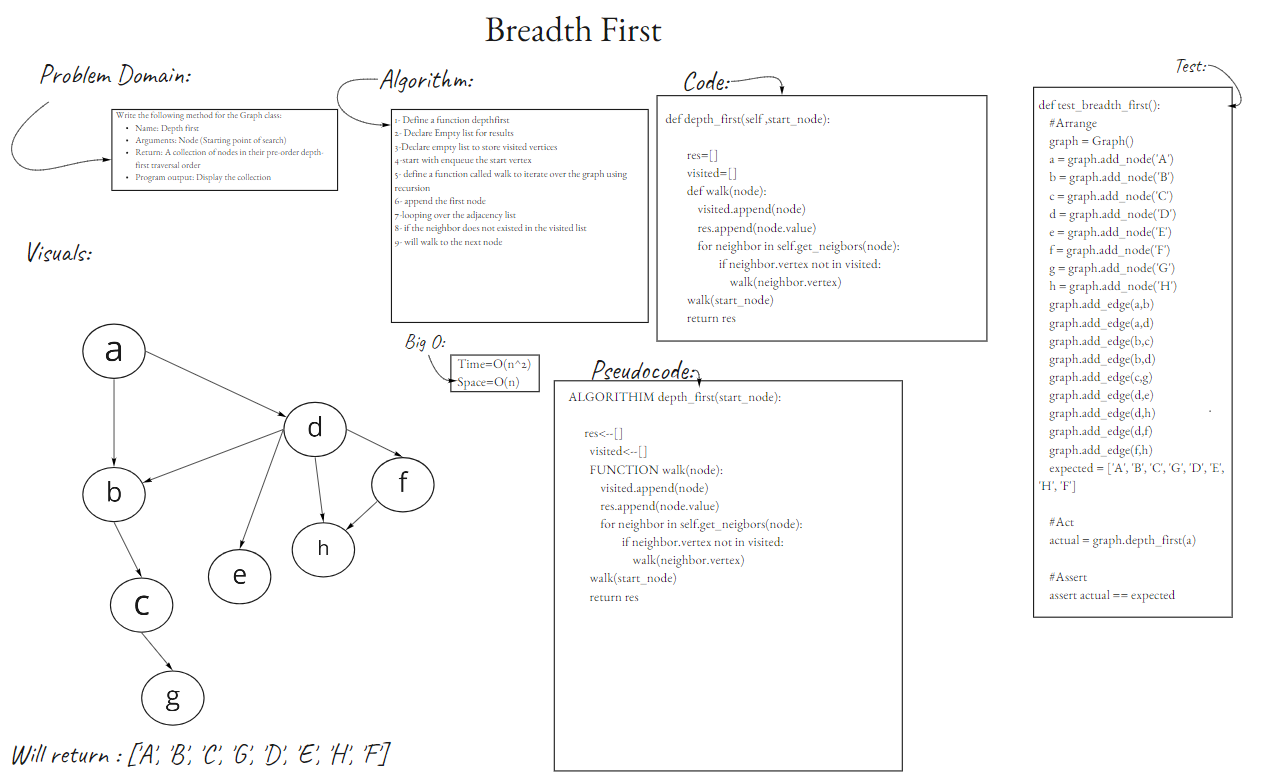 Breadth First
Problem Domain:
Write the following method for the Graph class:
• Name: Depth first
• Arguments: Node (Starting point of search)
• Return: A collection of nodes in their pre-order depth-
first traversal order
• Program output: Display the collection
Algorithm:
1- Define a function depthfirst
2- Declare Empty list for results
3-Declare empty list to store visited vertices
4-start with enqueue the start vertex
5- define a function called walk to iterate over the graph using
recursion
6- append the first node
7-looping over the adjacency list
8- if the neighbor does not existed in the visited list
9- will walk to the next node
Code:
def depth_first(self ,start_node):
res=[]
visited=[]
def walk(node):
visited.append(node)
res.append(node.value)
for neighbor in self.get_neigbors(node):
if neighbor.vertex not in visited:
walk(neighbor.vertex)
walk(start_node)
return res
Test:
def test_breadth_first():
#Arrange
graph = Graph()
a = graph.add_node('A')
b = graph.add_node('B')
c = graph.add_node('C')
d = graph.add_node('D')
e = graph.add_node('E')
f = graph.add_node('F')
g = graph.add_node('G')
h = graph.add_node('H')
graph.add_edge(a,b)
graph.add_edge(a,d)
graph.add_edge(b,c)
graph.add_edge(b,d)
graph.add_edge(c,g)
graph.add_edge(d,e)
graph.add_edge(d,h)
graph.add_edge(d,f)
graph.add_edge(f,h)
expected = ['A', 'B', 'C', 'G', 'D', 'E',
'H', 'F']
#Act
actual = graph.depth_first(a)
#Assert
assert actual == expected
Visuals:
a
d
b
f
h
e
c
g
Will return : ['A', 'B', 'C', 'G', 'D', 'E', 'H', 'F']
Big O:
Time=O(n^2)
Space=O(n)
Pseudocode:
ALGORITHIM depth_first(start_node):
res<--[]
visited<--[]
FUNCTION walk(node):
visited.append(node)
res.append(node.value)
for neighbor in self.get_neigbors(node):
if neighbor.vertex not in visited:
walk(neighbor.vertex)
walk(start_node)
return res